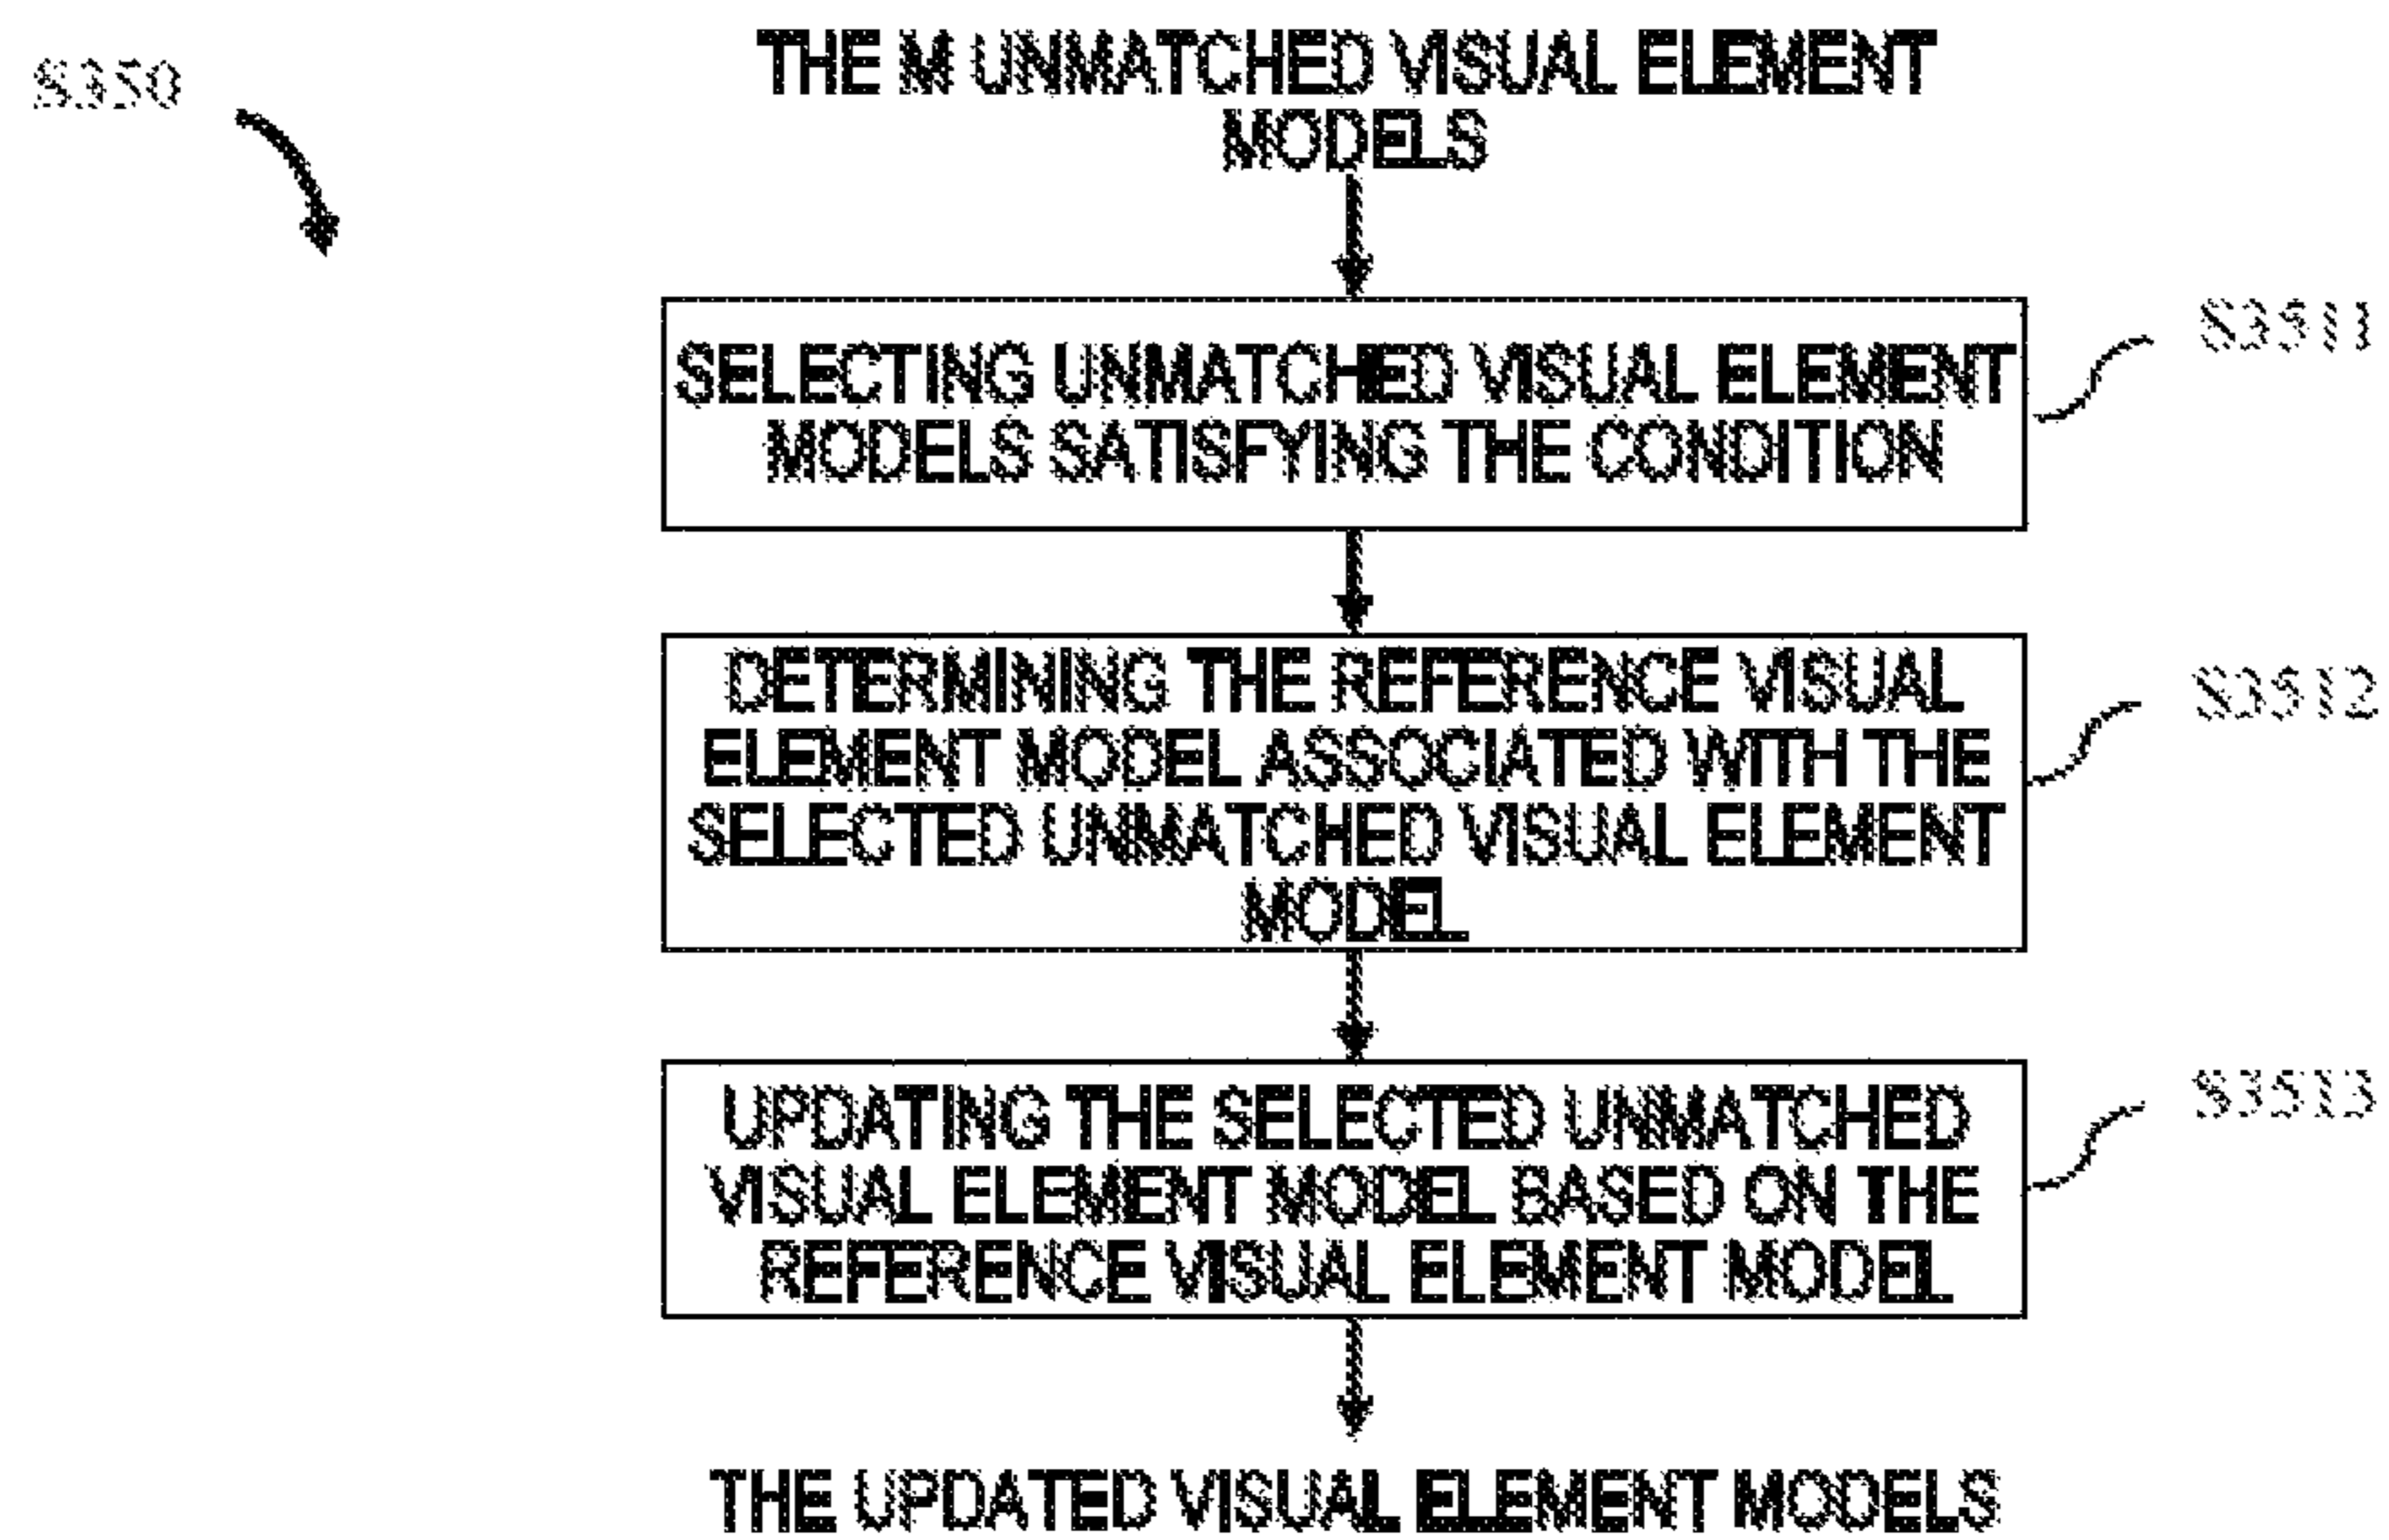 S350
THE M UNMATCHED VISUAL ELEMENT
MODELS
SELECTING UNMATCHED VISUAL ELEMENT
MODELS SATISFYING THE CONDITION
S3511
DETERMINING THE REFERENCE VISUAL
ELEMENT MODEL ASSOCIATED WITH THE
SELECTED UNMATCHED VISUAL ELEMENT
MODEL
S3512
UPDATING THE SELECTED UNMATCHED
VISUAL ELEMENT MODEL BASED ON THE
REFERENCE VISUAL ELEMENT MODEL
S3513
THE UPDATED VISUAL ELEMENT MODELS